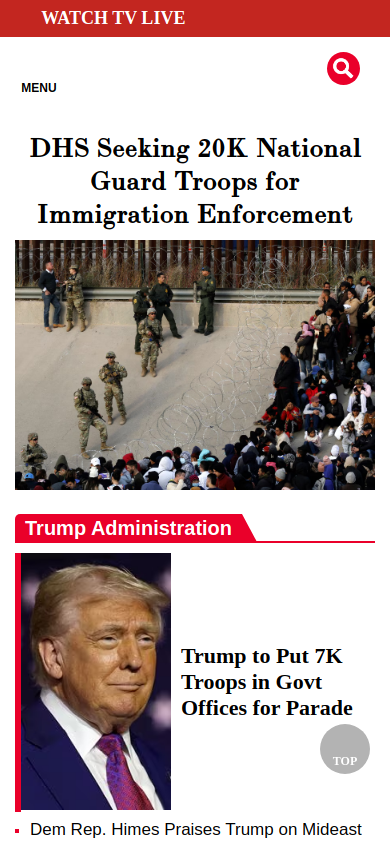 WATCH TV LIVE
MENU
DHS Seeking 20K National
Guard Troops for
Immigration Enforcement
Trump Administration
Trump to Put 7K
Troops in Govt
Offices for Parade
TOP
Dem Rep. Himes Praises Trump on Mideast